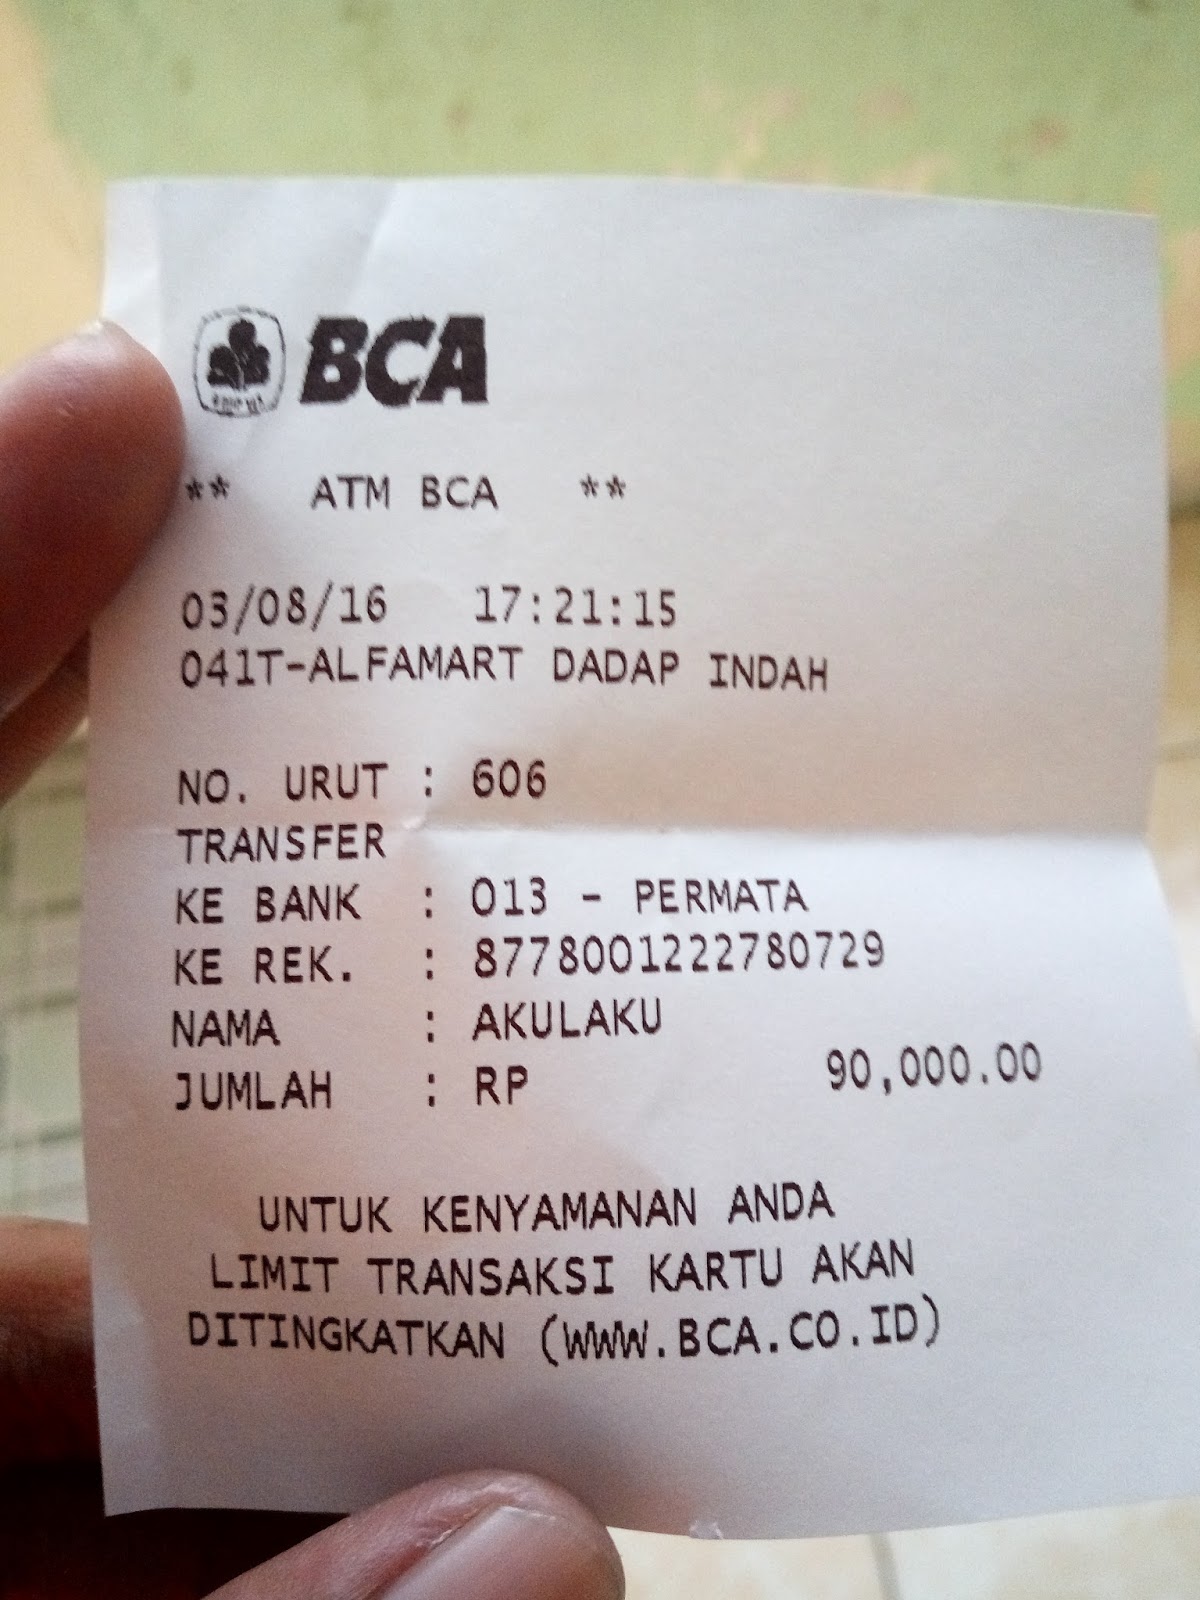 BCA
** ATM BCA **
03/08/16 17:21:15
041T-ALFAMART DADAP INDAH
NO. URUT : 606
TRANSFER
KE BANK : 013 - PERMATA
KE REK. : 8778001222780729
NAMA : AKULAKU
JUMLAH : RP 90,000.00
UNTUK KENYAMANAN ANDA
LIMIT TRANSAKSI KARTU AKAN
DITINGKATKAN (WWW.BCA.CO.ID)